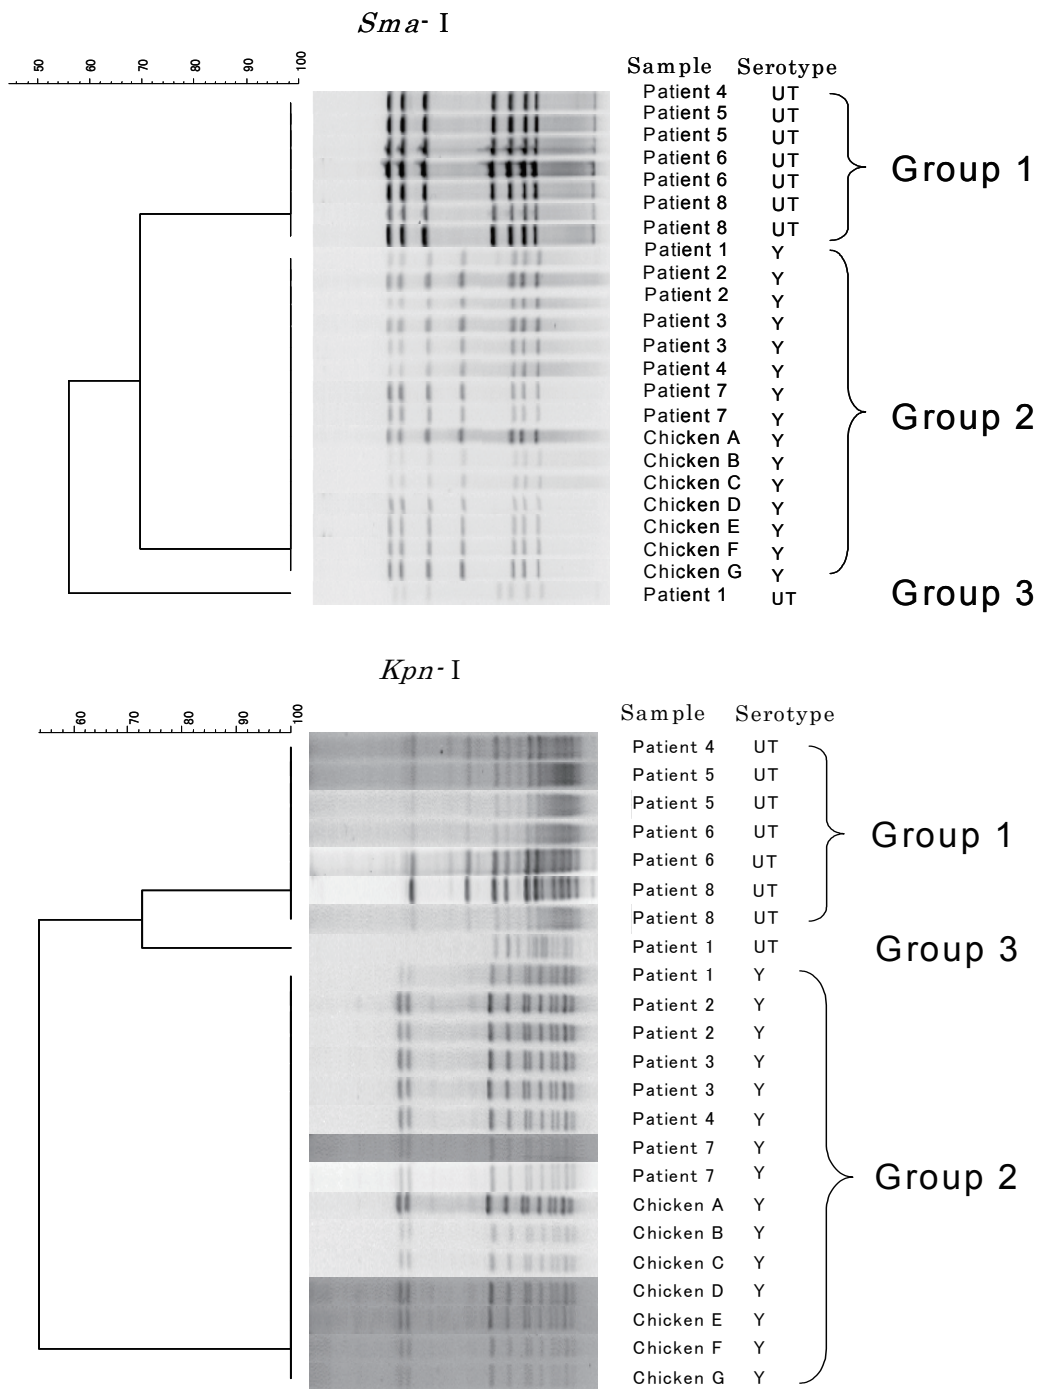 Sma- I
50 60 70 80 90 100
Sample Serotype
Patient 4 UT
Patient 5 UT
Patient 5 UT
Patient 6 UT
Patient 6 UT
Patient 8 UT
Patient 8 UT
Group 1
Patient 1 Y
Patient 2 Y
Patient 2 Y
Patient 3 Y
Patient 3 Y
Patient 4 Y
Patient 7 Y
Patient 7 Y
Chicken A Y
Chicken B Y
Chicken C Y
Chicken D Y
Chicken E Y
Chicken F Y
Chicken G Y
Group 2
Patient 1 UT
Group 3
Kpn- I
60 70 80 90 100
Sample Serotype
Patient 4 UT
Patient 5 UT
Patient 5 UT
Patient 6 UT
Patient 6 UT
Patient 8 UT
Patient 8 UT
Group 1
Patient 1 UT
Group 3
Patient 1 Y
Patient 2 Y
Patient 2 Y
Patient 3 Y
Patient 3 Y
Patient 4 Y
Patient 7 Y
Patient 7 Y
Chicken A Y
Chicken B Y
Chicken C Y
Chicken D Y
Chicken E Y
Chicken F Y
Chicken G Y
Group 2